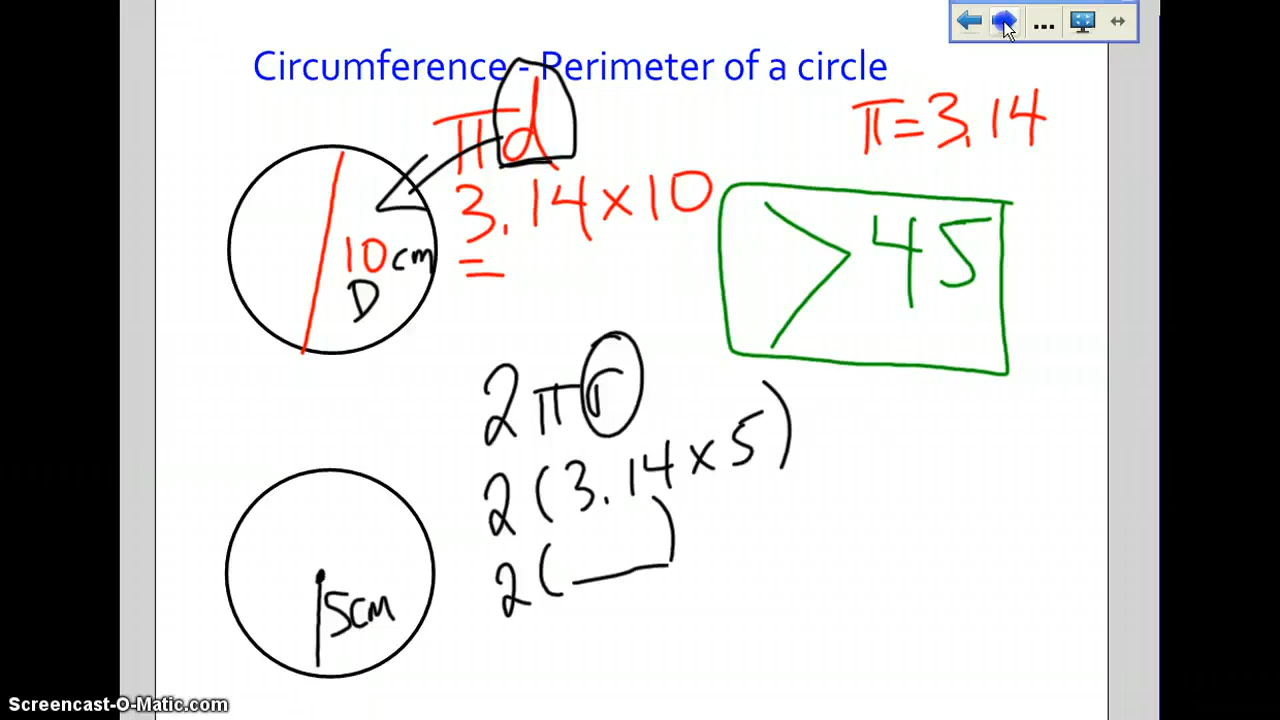 Circumference - Perimeter of a circle
πd
π=3.14
3.14×10
=
10cm
D
> 45
2πr
2(3.14×5)
2(__)
5cm
Screencast-O-Matic.com